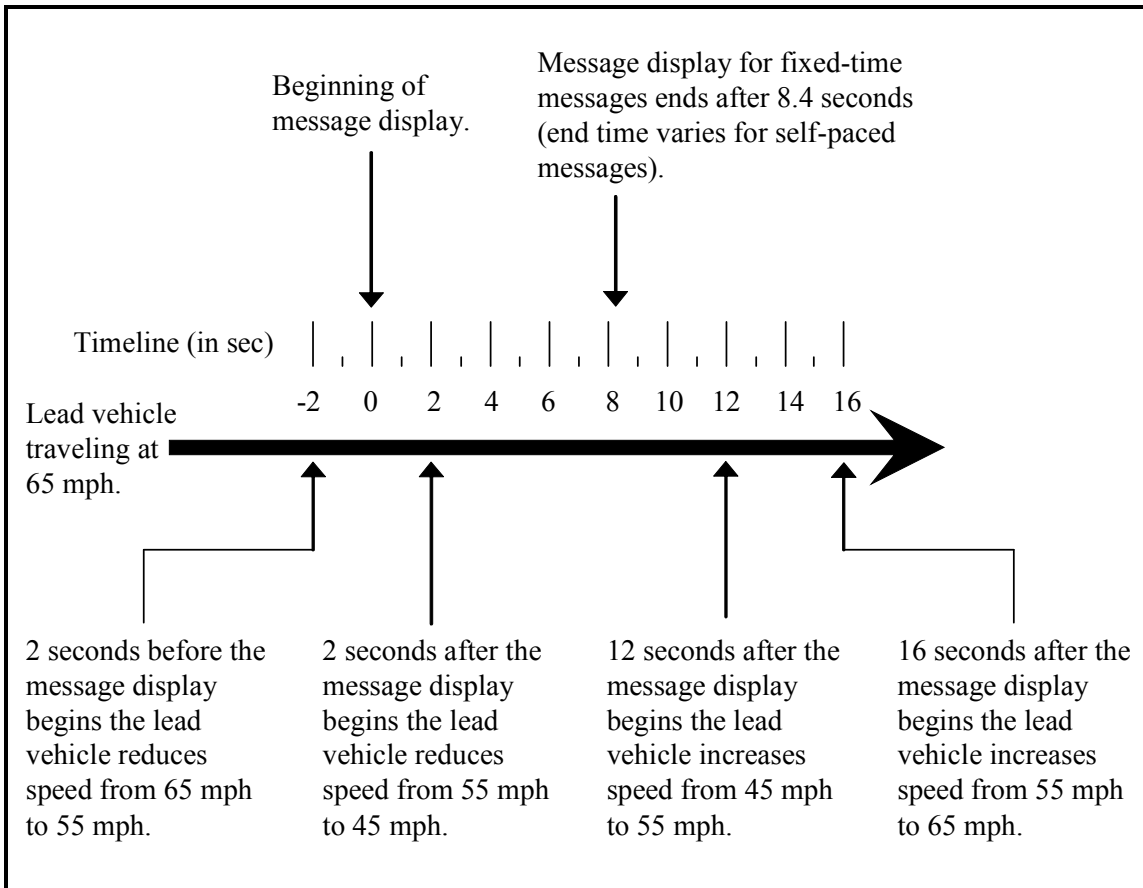 Beginning of
message display.
Message display for fixed-time
messages ends after 8.4 seconds
(end time varies for self-paced
messages).
Timeline (in sec)
-2 0 2 4 6 8 10 12 14 16
Lead vehicle
traveling at
65 mph.
2 seconds before the
message display
begins the lead
vehicle reduces
speed from 65 mph
to 55 mph.
2 seconds after the
message display
begins the lead
vehicle reduces
speed from 55 mph
to 45 mph.
12 seconds after the
message display
begins the lead
vehicle increases
speed from 45 mph
to 55 mph.
16 seconds after the
message display
begins the lead
vehicle increases
speed from 55 mph
to 65 mph.